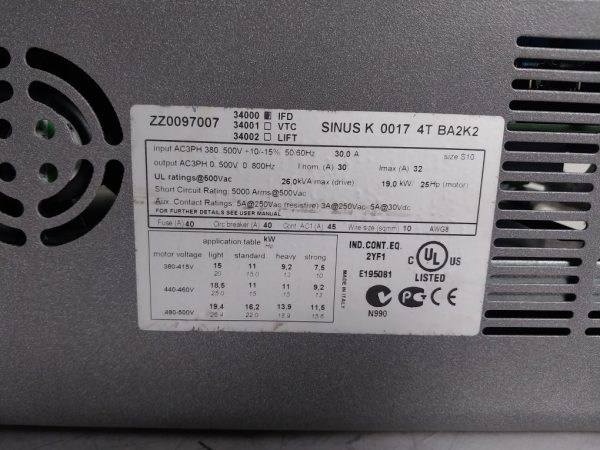 ZZ0097007 34000 IFD SINUS K 0017 4T BA2K2
34001 VTC
34002 LIFT
input AC3PH 380. 500V +10/-15% 50/60Hz 30,0 A size S10
output AC3PH 0. 500V 0. 800Hz I nom. (A) 30 Imax (A) 32
UL ratings@500Vac 26,0kVA max (drive) 19,0 kW 25Hp (motor)
Short Circuit Rating: 5000 Arms@500Vac
Aux. Contact Ratings: 5A@250Vac (resistive) 3A@250Vac 5A@30Vdc
FOR FURTHER DETAILS SEE USER MANUAL
Fuse (A) 40 Circ breaker (A) 40 Cont. AC1 (A) 45 Wire size (sqmm) 10 AWG8
application table kW
Hp
motor voltage light standard heavy strong
380-415V 15 11 9,2 7,5
20 15.0 10
440-460V 18,5 11 11 9,2
25.0 15 15
480-500V 19,4 16,2 13,9 11,5
22.0 18.9
MADE IN ITALY
IND.CONT.EQ.
2YF1
E195081
C UL US
LISTED
N990
CE